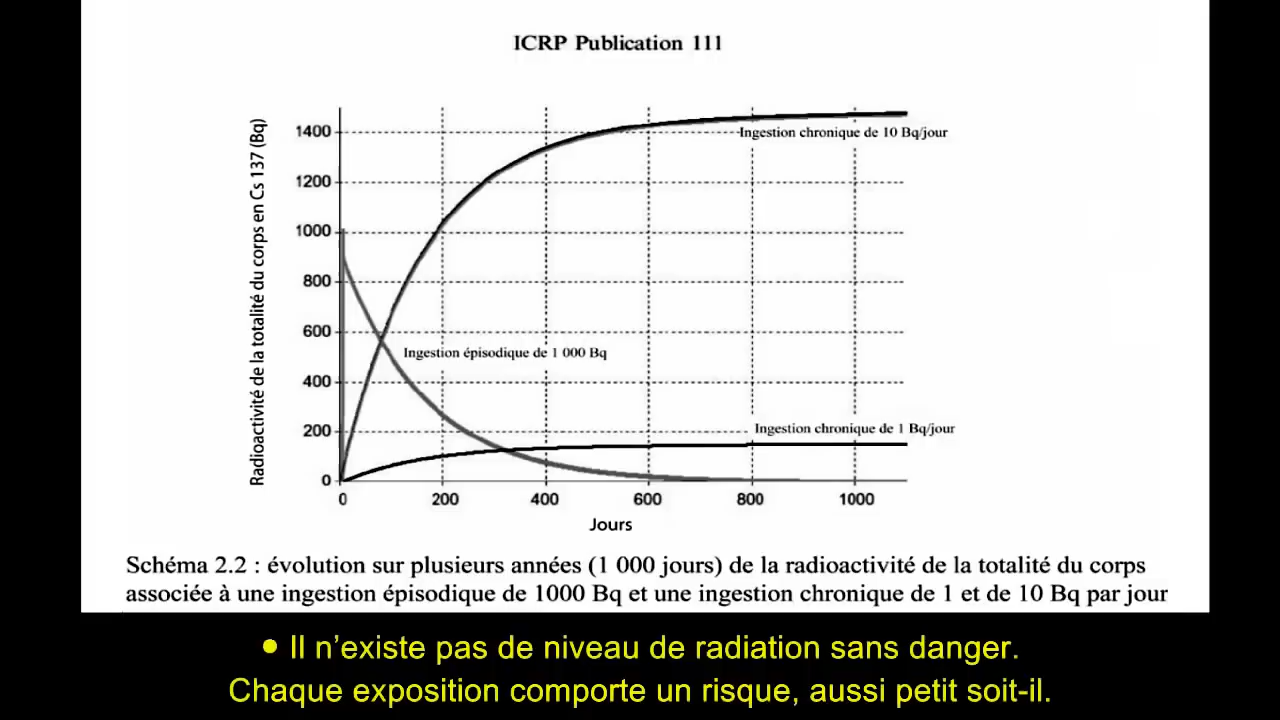 ICRP Publication 111
Radioactivité de la totalité du corps en Cs 137 (Bq)
1400
1200
1000
800
600
400
200
0
Ingestion chronique de 10 Bq/jour
Ingestion épisodique de 1 000 Bq
Ingestion chronique de 1 Bq/jour
0 200 400 600 800 1000
Jours
Schéma 2.2 : évolution sur plusieurs années (1 000 jours) de la radioactivité de la totalité du corps
associée à une ingestion épisodique de 1000 Bq et une ingestion chronique de 1 et de 10 Bq par jour
• Il n’existe pas de niveau de radiation sans danger.
Chaque exposition comporte un risque, aussi petit soit-il.